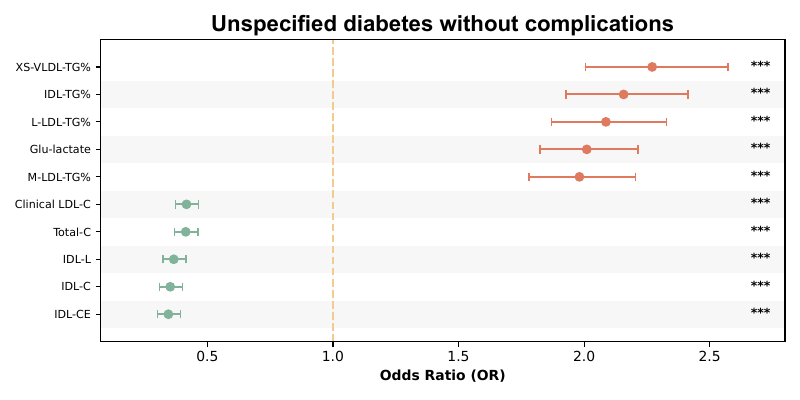 Unspecified diabetes without complications
XS-VLDL-TG% ***
IDL-TG% ***
L-LDL-TG% ***
Glu-lactate ***
M-LDL-TG% ***
Clinical LDL-C ***
Total-C ***
IDL-L ***
IDL-C ***
IDL-CE ***
0.5 1.0 1.5 2.0 2.5
Odds Ratio (OR)